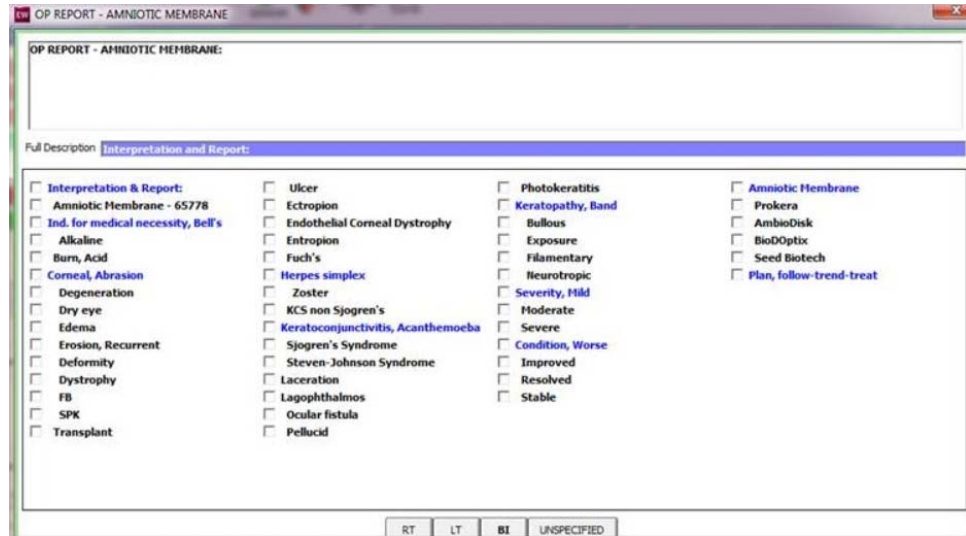 EW OP REPORT - AMNIOTIC MEMBRANE
OP REPORT - AMNIOTIC MEMBRANE:
Full Description Interpretation and Report:
Interpretation & Report:
Amniotic Membrane - 65778
Ind. for medical necessity, Bell's
Alkaline
Burn, Acid
Corneal, Abrasion
Degeneration
Dry eye
Edema
Erosion, Recurrent
Deformity
Dystrophy
FB
SPK
Transplant
Ulcer
Ectropion
Endothelial Corneal Dystrophy
Entropion
Fuch's
Herpes simplex
Zoster
KCS non Sjogren's
Keratoconjunctivitis, Acanthemoeba
Sjogren's Syndrome
Steven-Johnson Syndrome
Laceration
Lagophthalmos
Ocular fistula
Pellucid
Photokeratitis
Keratopathy, Band
Bullous
Exposure
Filamentary
Neurotropic
Severity, Mild
Moderate
Severe
Condition, Worse
Improved
Resolved
Stable
Amniotic Membrane
Prokera
AmbioDisk
BioDOptix
Seed Biotech
Plan, follow-trend-treat
RT LT BI UNSPECIFIED